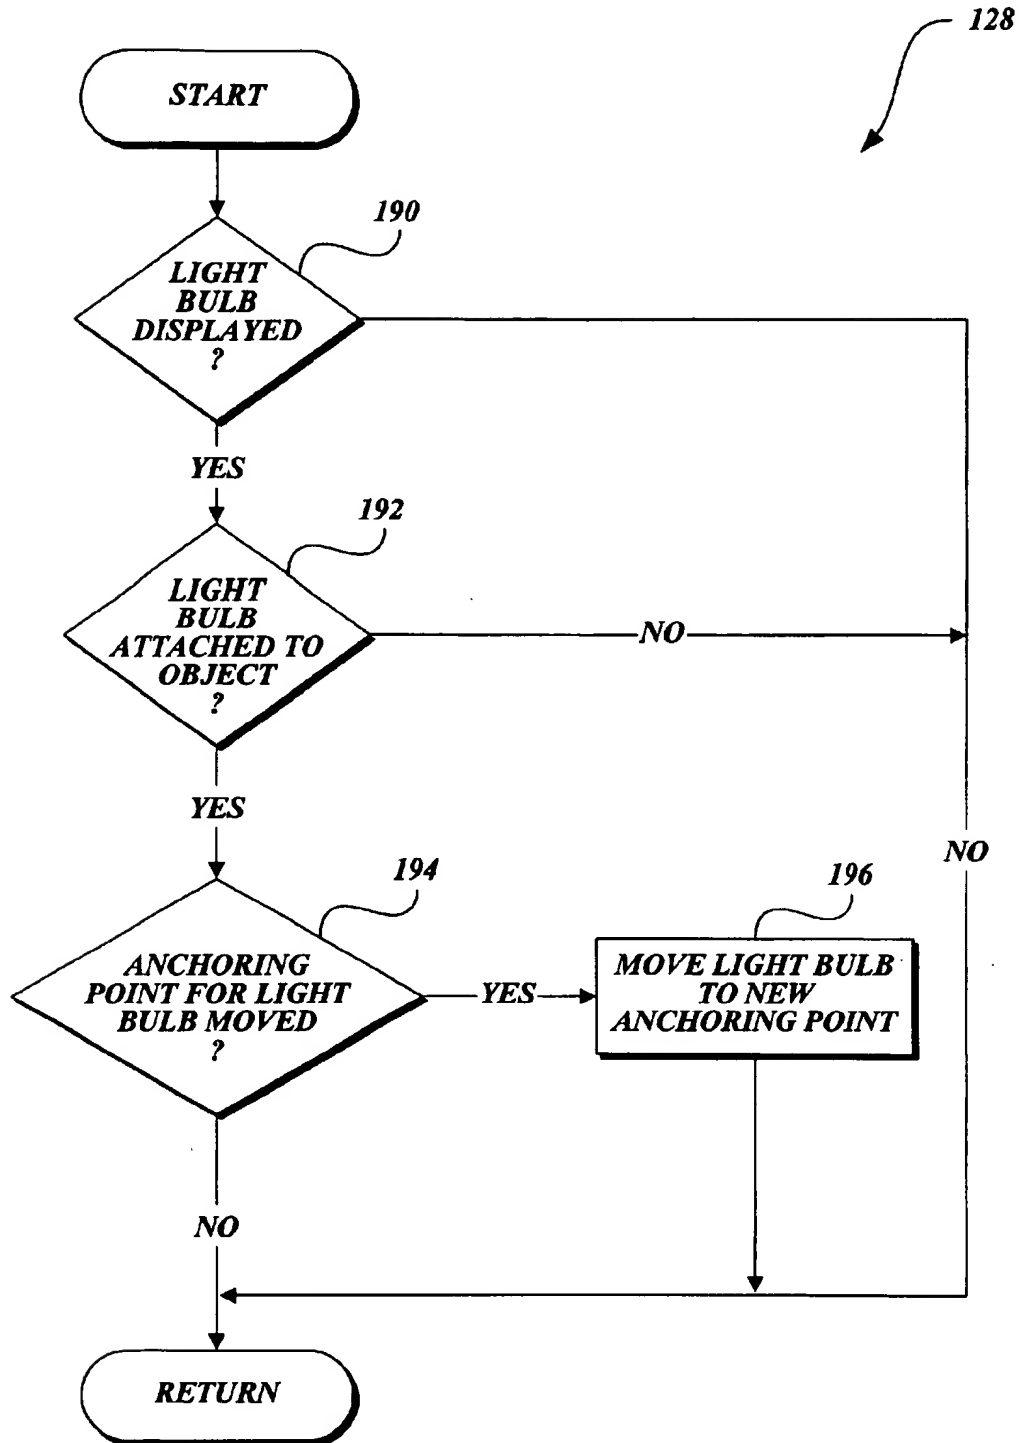 128
START
190
LIGHT
BULB
DISPLAYED
?
YES
192
LIGHT
BULB
ATTACHED TO
OBJECT
?
NO
YES
NO
194
196
ANCHORING
POINT FOR LIGHT
BULB MOVED
?
YES
MOVE LIGHT BULB
TO NEW
ANCHORING POINT
NO
RETURN